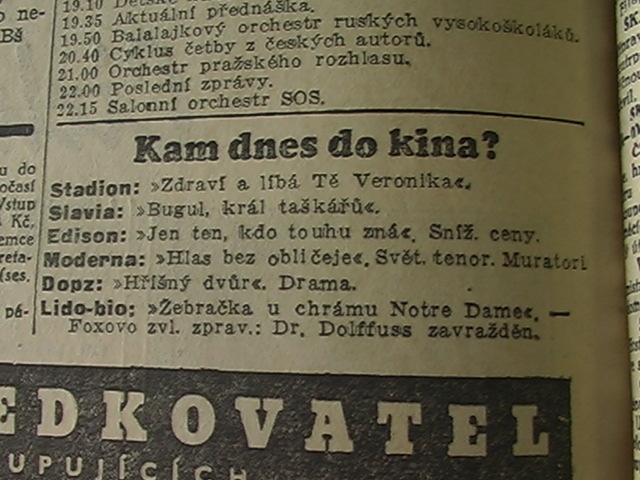 19.10 Dětské
19.35 Aktuální přednáška.
19.50 Balalajkový orchestr ruských vysokoškoláků.
20.40 Cyklus četby z českých autorů.
21.00 Orchestr pražského rozhlasu.
22.00 Poslední zprávy.
22.15 Salonní orchestr SOS.
Kam dnes do kina?
Stadion: »Zdraví a líbá Tě Veronika«.
Slavia: »Bugul, král taškářů«.
Edison: »Jen ten, kdo touhu zná«. Sníž. ceny.
Moderna: »Hlas bez obličeje«. Svět. tenor. Muratori
Dopz: »Hříšný dvůr«. Drama.
Lido-bio: »Žebračka u chrámu Notre Dame«. —
Foxovo zvl. zprav.: Dr. Dolffuss zavražděn.
EDKOVATEL
UPUJÍCÍCH